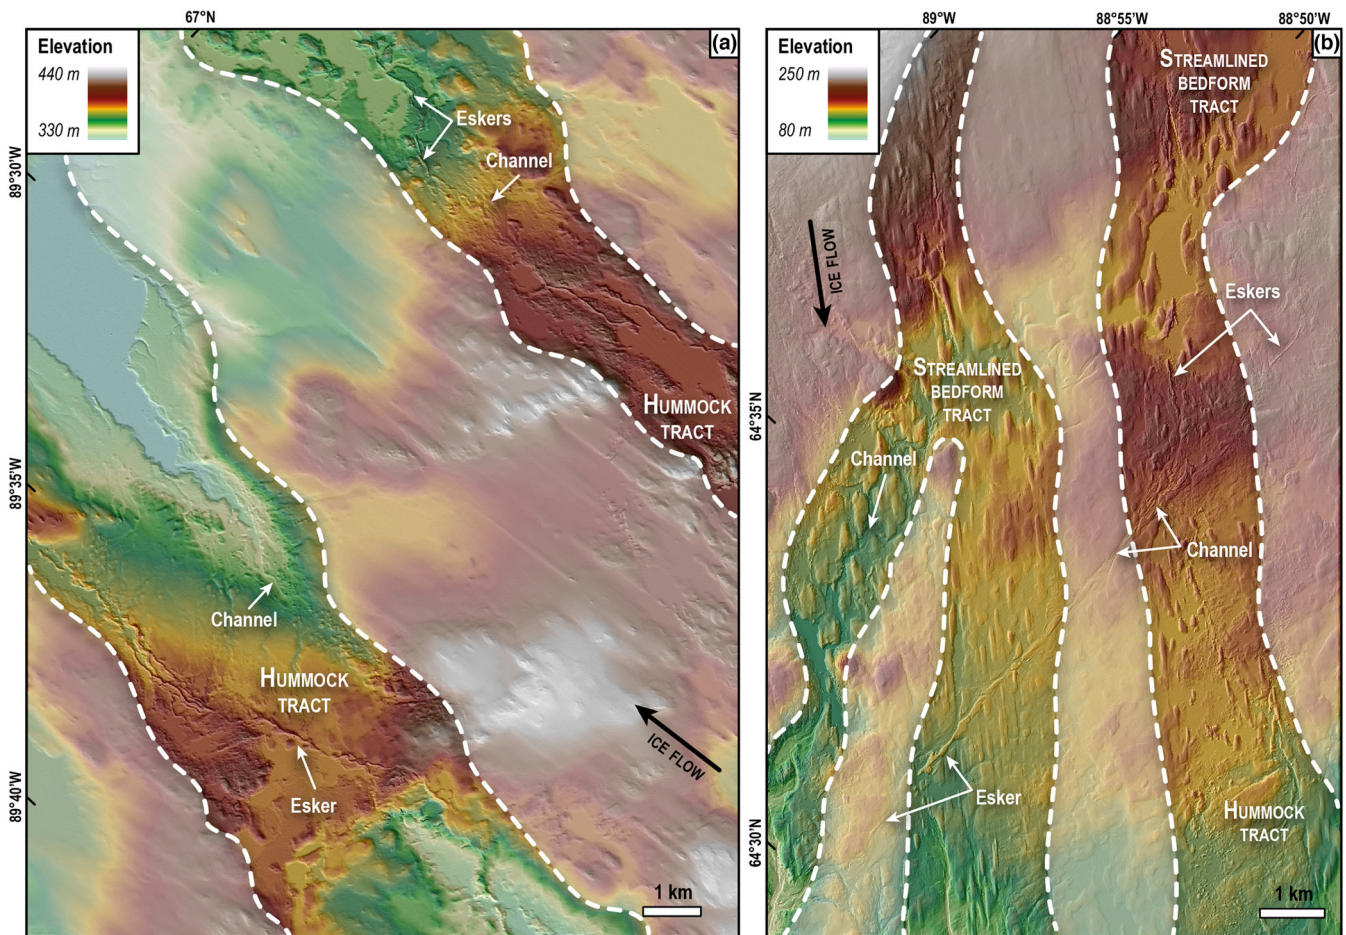 67°N
89°W
88°55'W
88°50'W
Elevation
440 m
330 m
(a)
Eskers
Channel
89°30'W
HUMMOCK
TRACT
89°35'W
Channel
HUMMOCK
TRACT
ICE FLOW
Esker
89°40'W
1 km
Elevation
250 m
80 m
(b)
STREAMLINED
BEDFORM
TRACT
ICE FLOW
Eskers
STREAMLINED
BEDFORM
TRACT
64°35'N
Channel
Channel
Esker
HUMMOCK
TRACT
64°30'N
1 km